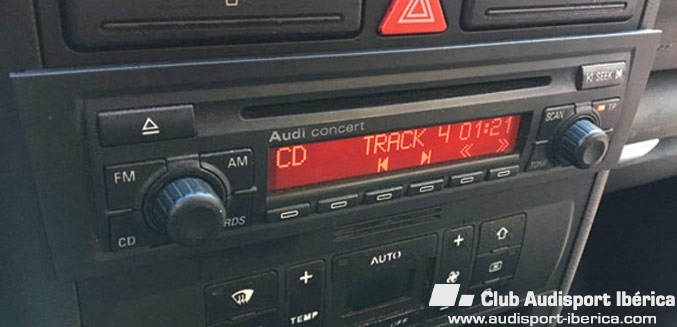 SEEK
TP
SCAN
Audi concert
CD TRACK 4 01:21
FM
AM
CD
RDS
TONE
AUTO
+
+
TEMP
Club Audisport Ibérica
www.audisport-iberica.com